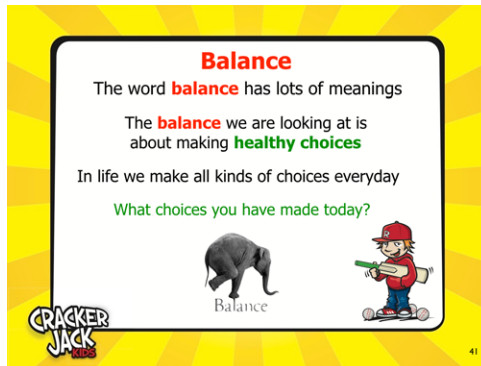 Balance
The word balance has lots of meanings
The balance we are looking at is
about making healthy choices
In life we make all kinds of choices everyday
What choices you have made today?
Balance
CRACKER
JACK
KIDS
41